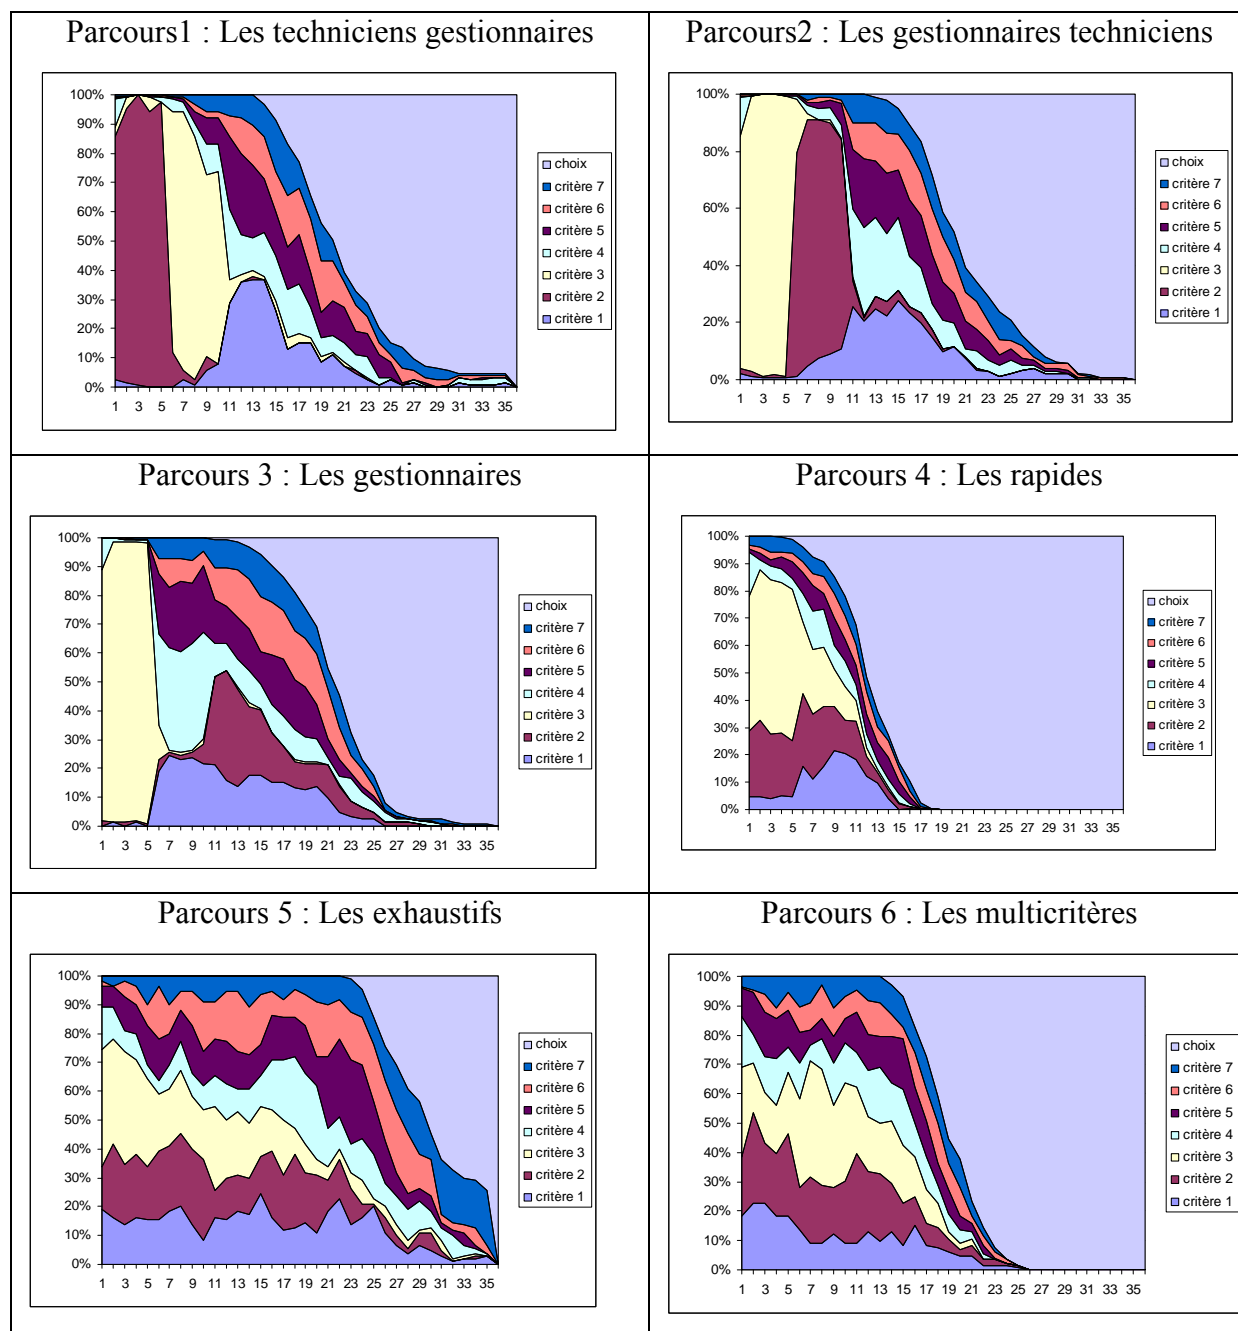 Parcours1 : Les techniciens gestionnaires
100%
90%
80%
70%
60%
50%
40%
30%
20%
10%
0%
1 3 5 7 9 11 13 15 17 19 21 23 25 27 29 31 33 35
choix
critère 7
critère 6
critère 5
critère 4
critère 3
critère 2
critère 1
Parcours2 : Les gestionnaires techniciens
100%
80%
60%
40%
20%
0%
1 3 5 7 9 11 13 15 17 19 21 23 25 27 29 31 33 35
choix
critère 7
critère 6
critère 5
critère 4
critère 3
critère 2
critère 1
Parcours 3 : Les gestionnaires
100%
90%
80%
70%
60%
50%
40%
30%
20%
10%
0%
1 3 5 7 9 11 13 15 17 19 21 23 25 27 29 31 33 35
choix
critère 7
critère 6
critère 5
critère 4
critère 3
critère 2
critère 1
Parcours 4 : Les rapides
100%
90%
80%
70%
60%
50%
40%
30%
20%
10%
0%
1 3 5 7 9 11 13 15 17 19 21 23 25 27 29 31 33 35
choix
critère 7
critère 6
critère 5
critère 4
critère 3
critère 2
critère 1
Parcours 5 : Les exhaustifs
100%
90%
80%
70%
60%
50%
40%
30%
20%
10%
0%
1 3 5 7 9 11 13 15 17 19 21 23 25 27 29 31 33 35
choix
critère 7
critère 6
critère 5
critère 4
critère 3
critère 2
critère 1
Parcours 6 : Les multicritères
100%
90%
80%
70%
60%
50%
40%
30%
20%
10%
0%
1 3 5 7 9 11 13 15 17 19 21 23 25 27 29 31 33 35
choix
critère 7
critère 6
critère 5
critère 4
critère 3
critère 2
critère 1